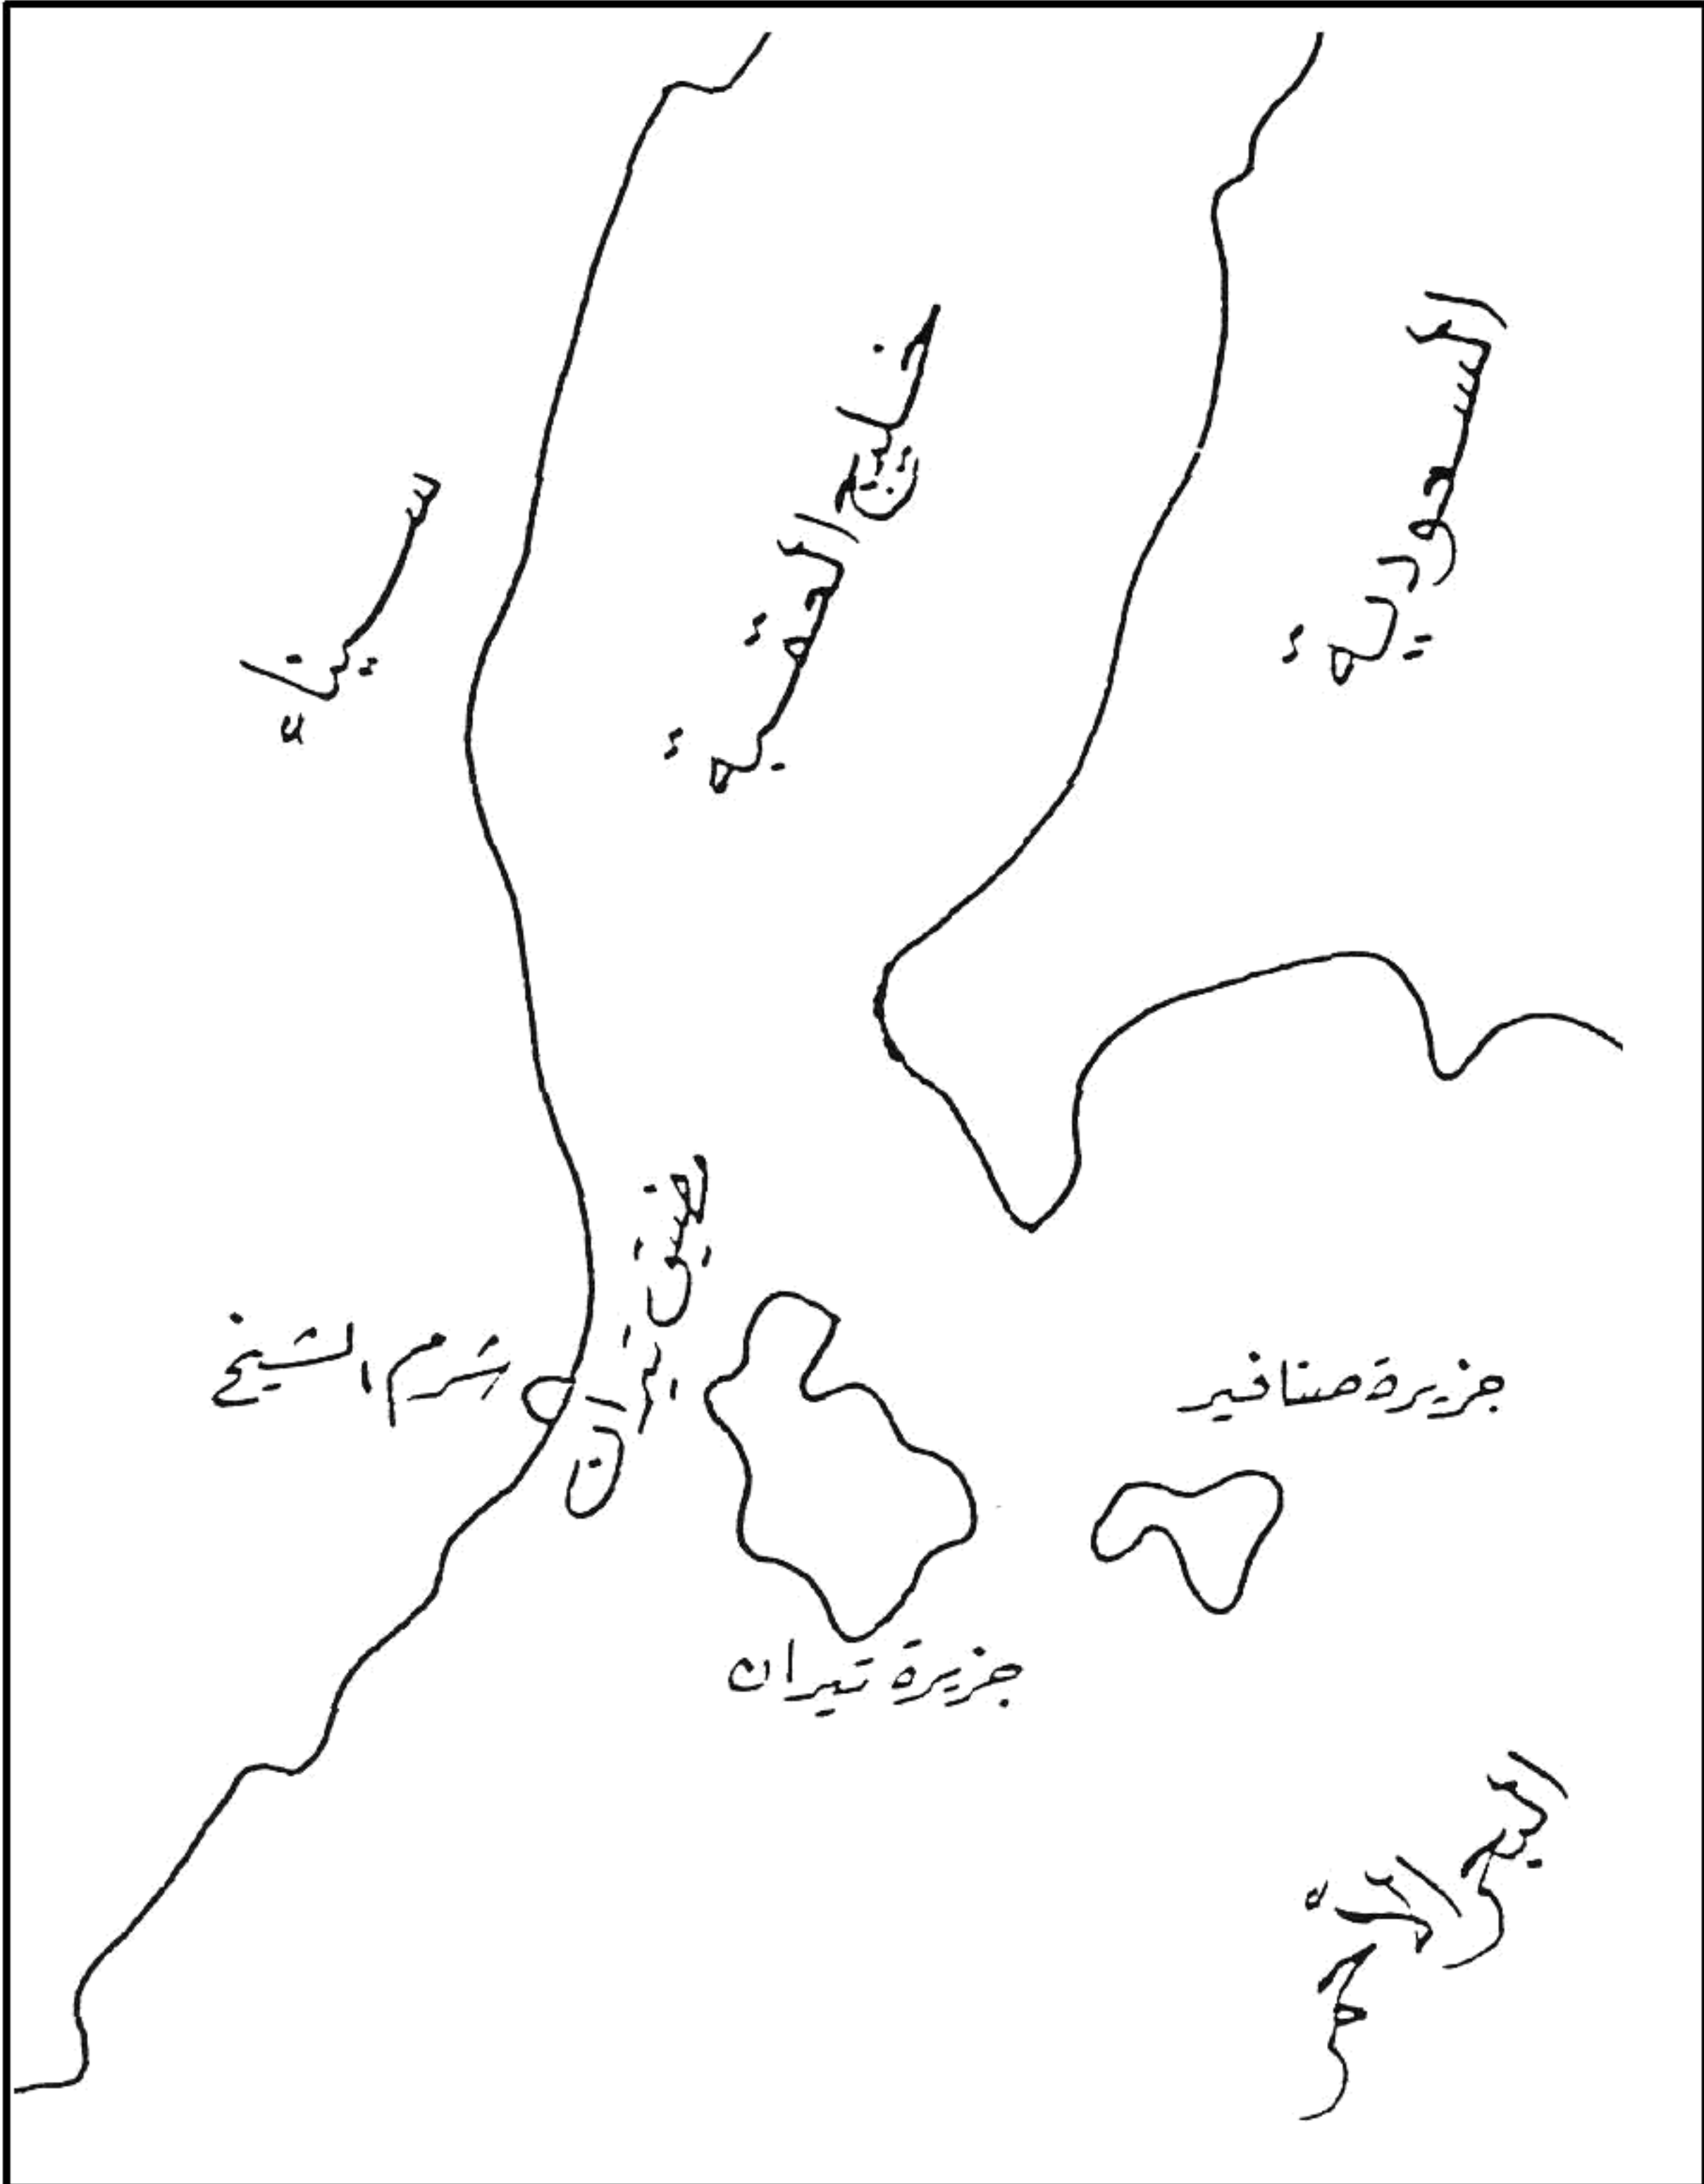 السعودية
خليج العقبة
سيناء
مضيق تيران
شرم الشيخ
جزيرة صنافير
جزيرة تيران
البحر الأحمر